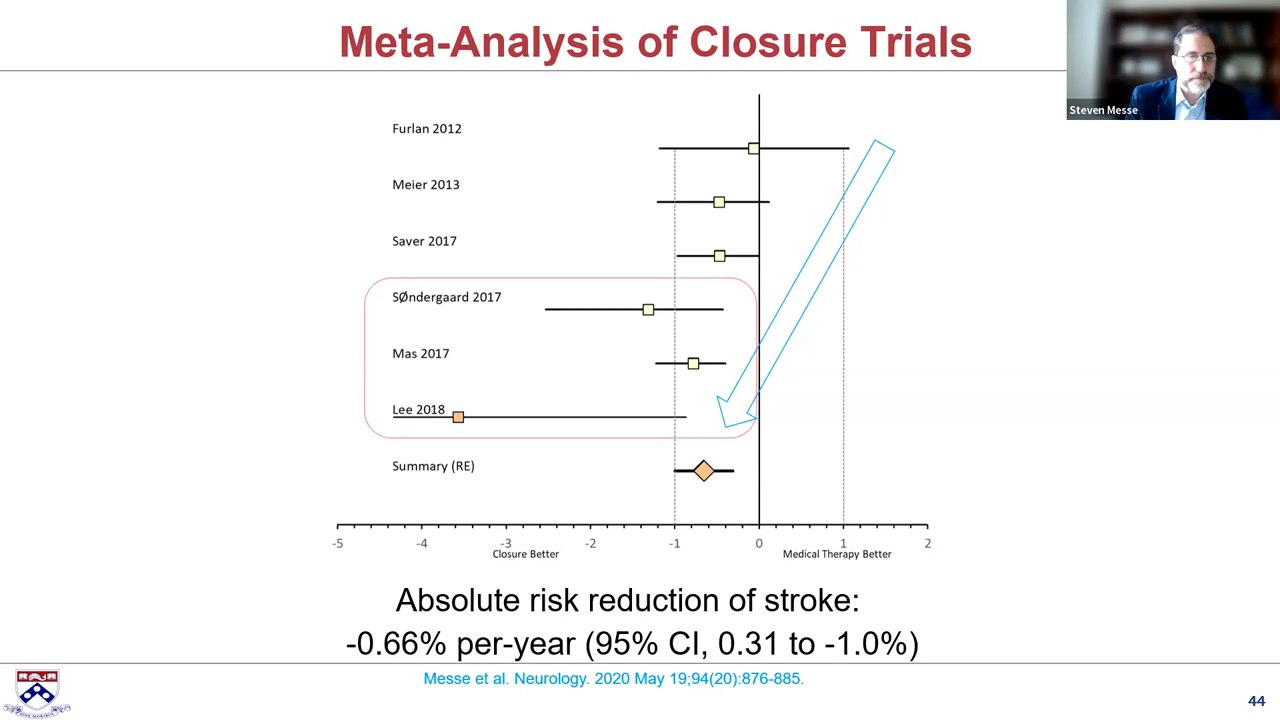 Meta-Analysis of Closure Trials
Steven Messe
Furlan 2012
Meier 2013
Saver 2017
SØndergaard 2017
Mas 2017
Lee 2018
Summary (RE)
-5 -4 -3 -2 -1 0 1 2
Closure Better Medical Therapy Better
Absolute risk reduction of stroke:
-0.66% per-year (95% CI, 0.31 to -1.0%)
Messe et al. Neurology. 2020 May 19;94(20):876-885.
44